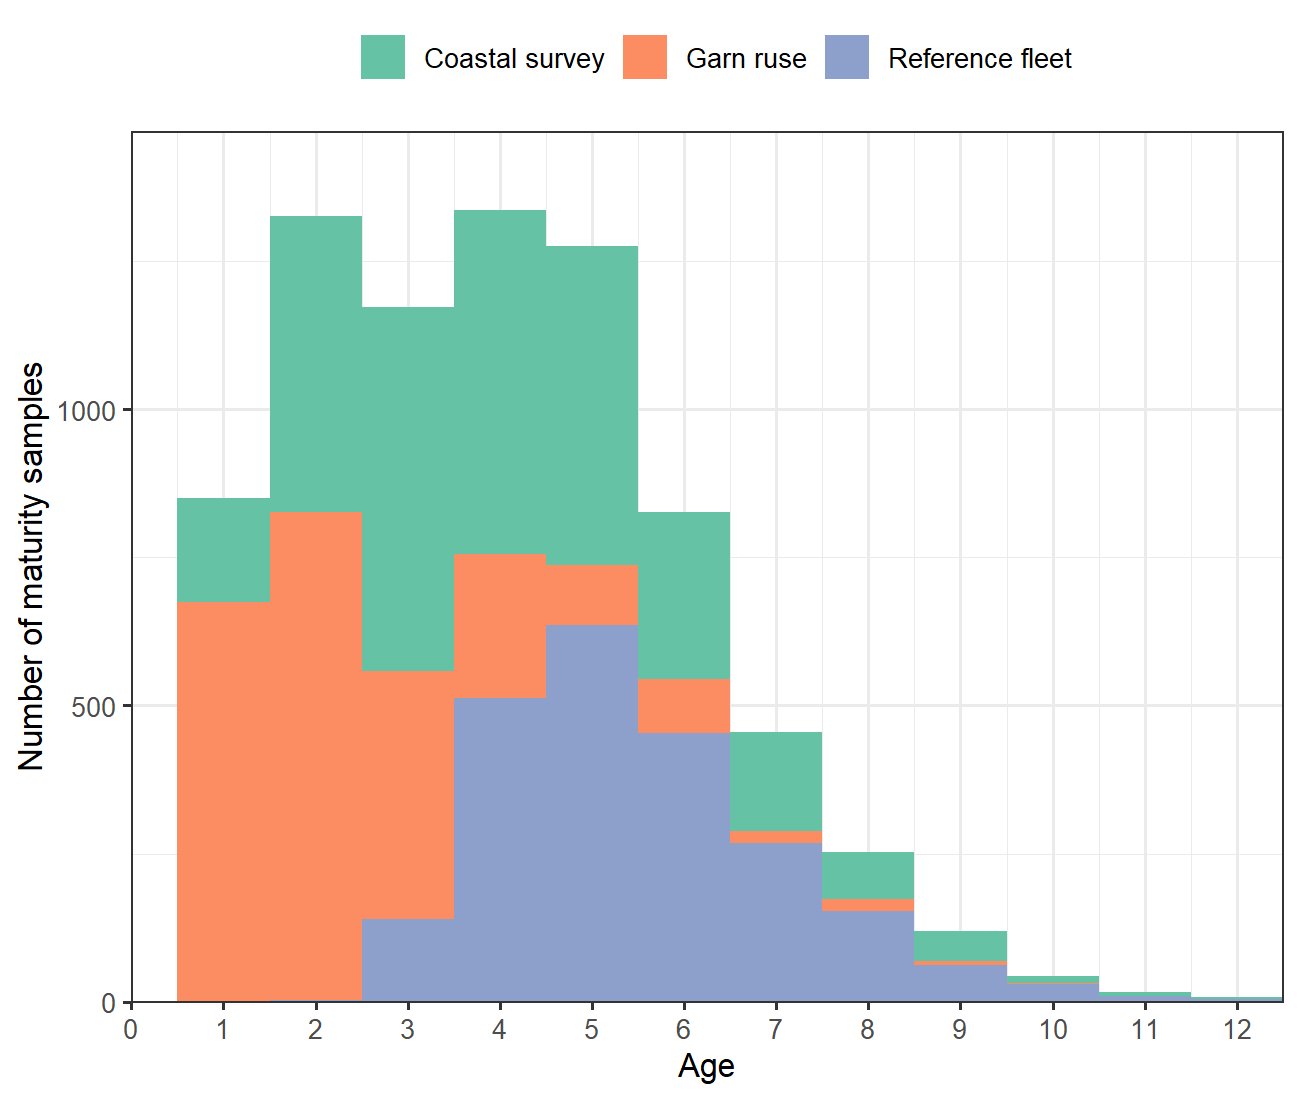 Coastal survey Garn ruse Reference fleet
Number of maturity samples
1000
500
0
0 1 2 3 4 5 6 7 8 9 10 11 12
Age